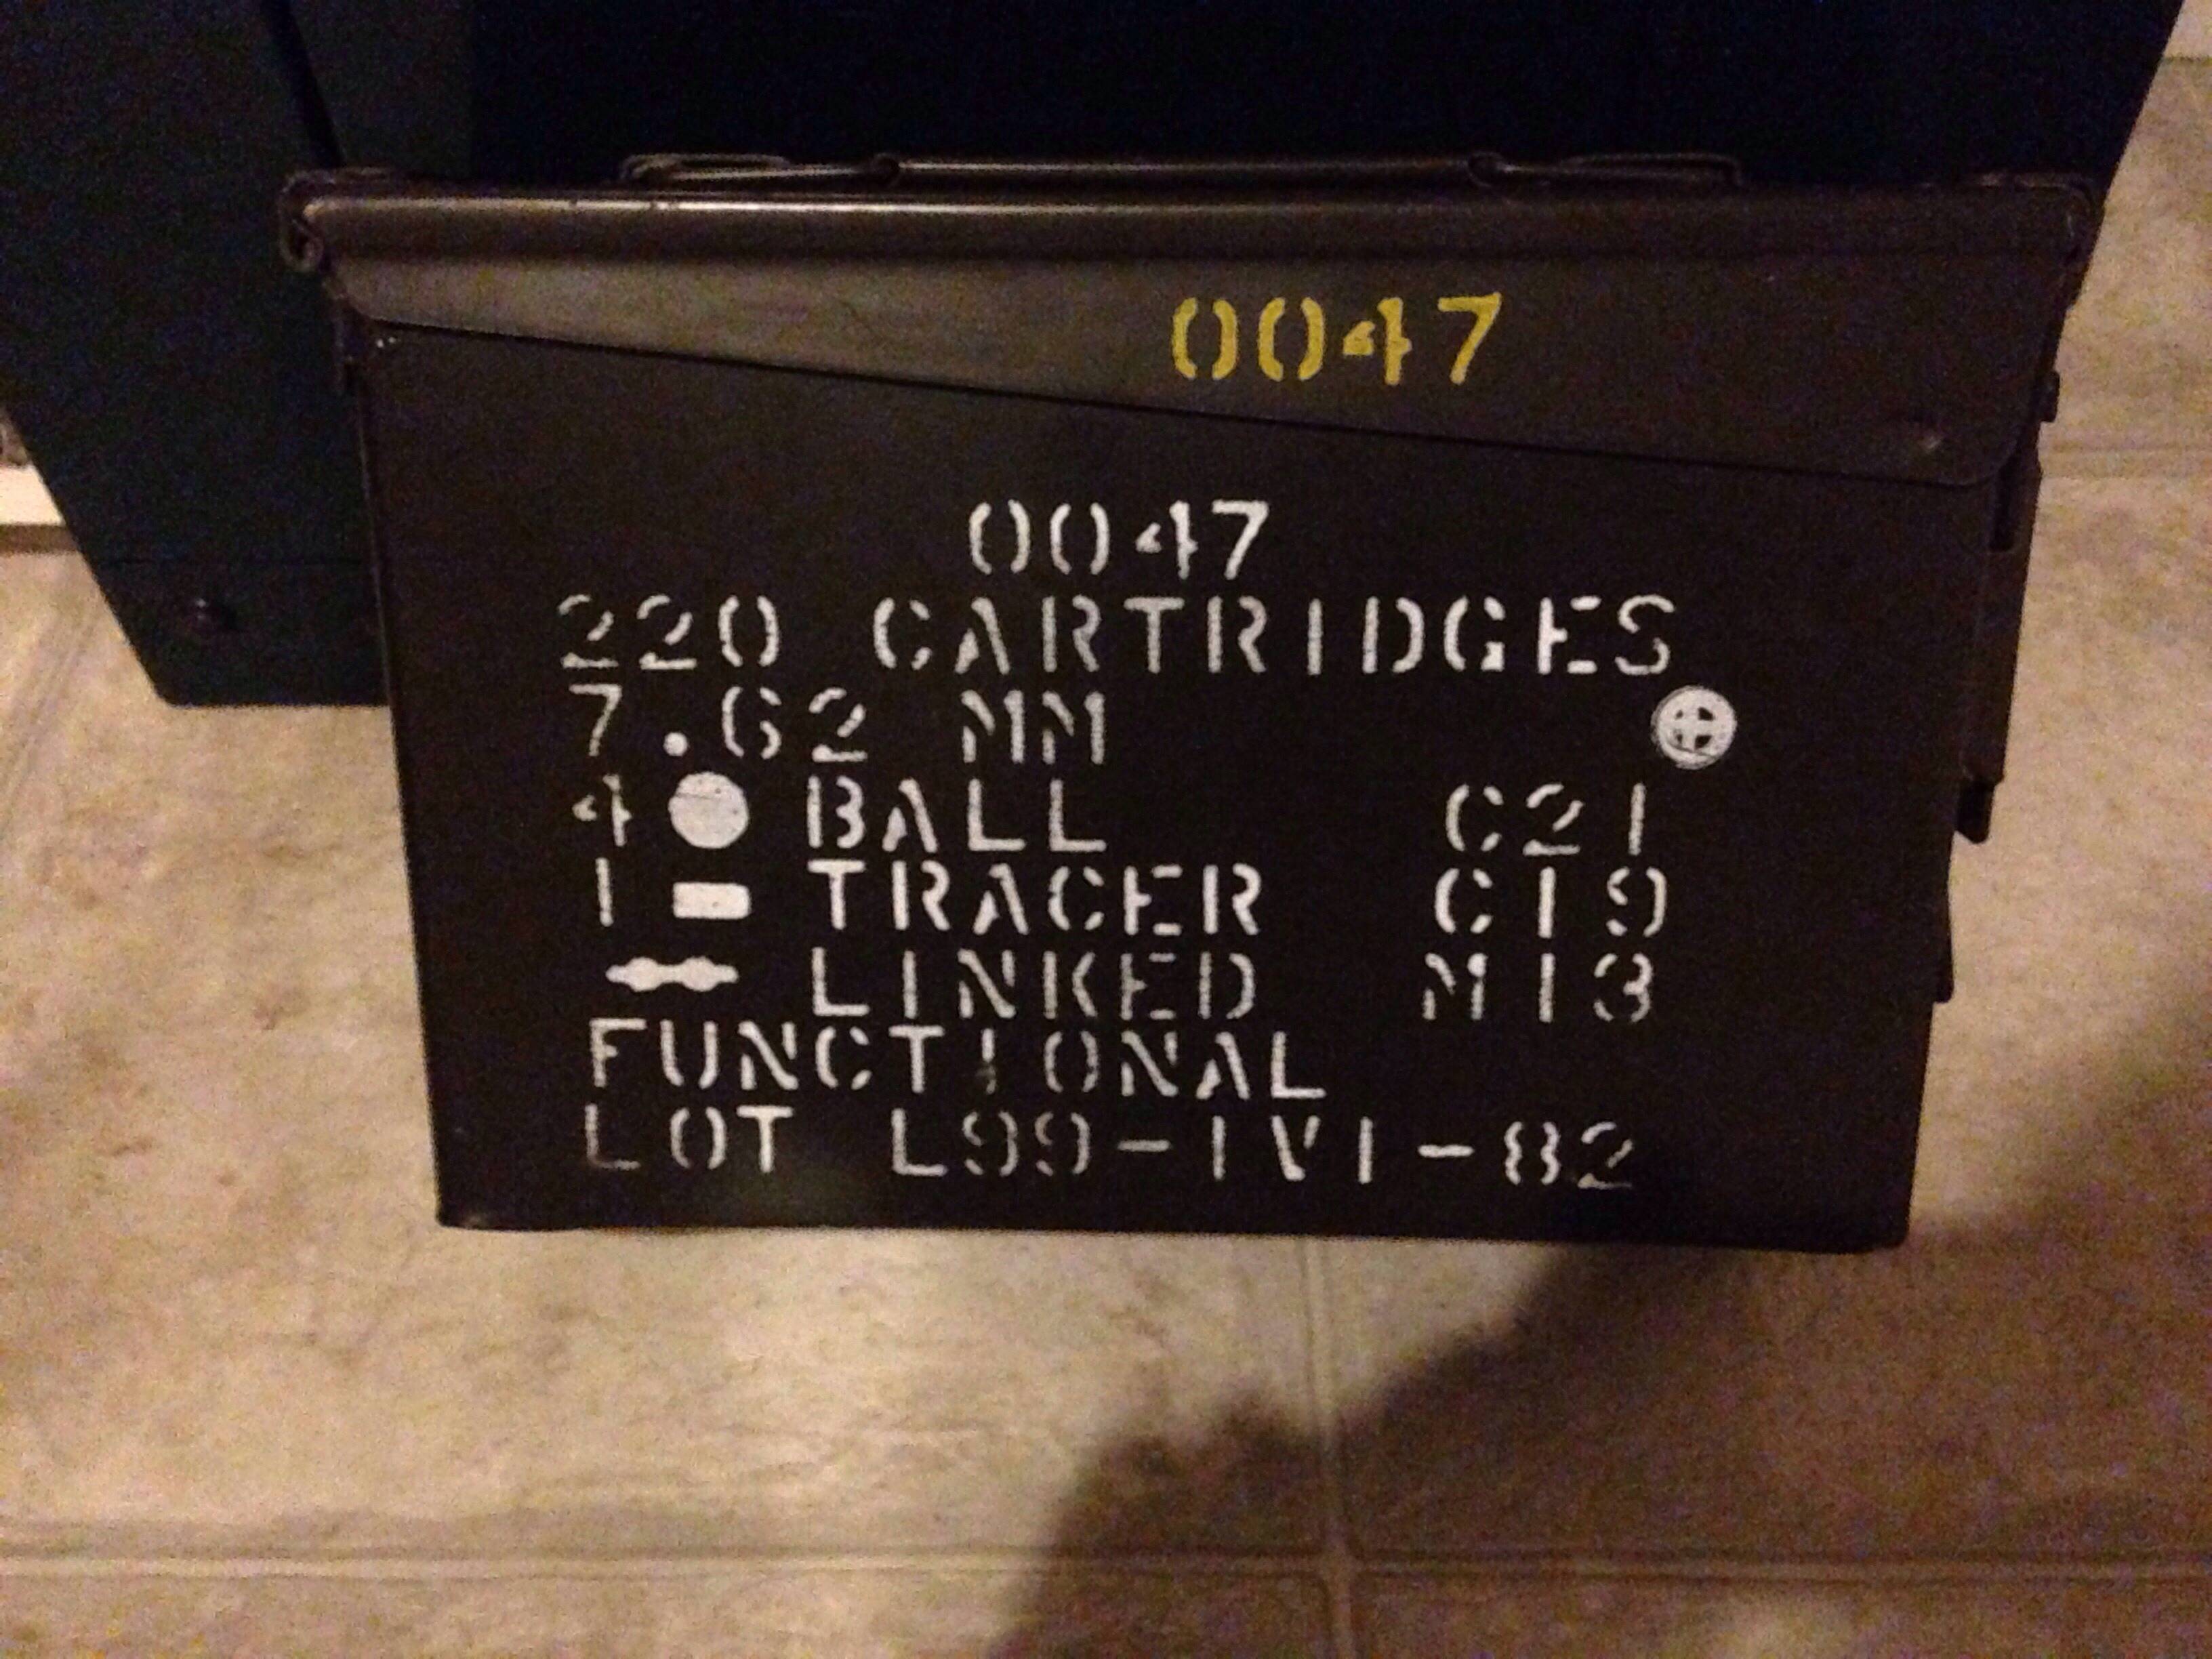 0047
0047
220 CARTRIDGES
7.62 MM
4 BALL C21
1 TRACER C19
LINKED M13
FUNCTIONAL
LOT L99-IVI-82